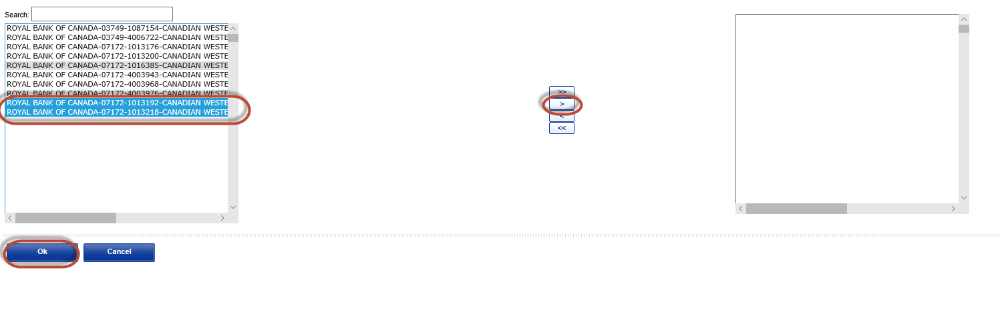 Search:
ROYAL BANK OF CANADA-03749-1087154-CANADIAN WESTE
ROYAL BANK OF CANADA-03749-4006722-CANADIAN WESTE
ROYAL BANK OF CANADA-07172-1013176-CANADIAN WESTE
ROYAL BANK OF CANADA-07172-1013200-CANADIAN WESTE
ROYAL BANK OF CANADA-07172-1016385-CANADIAN WESTE
ROYAL BANK OF CANADA-07172-4003943-CANADIAN WESTE
ROYAL BANK OF CANADA-07172-4003968-CANADIAN WESTE
ROYAL BANK OF CANADA-07172-4003976-CANADIAN WESTE
ROYAL BANK OF CANADA-07172-1013192-CANADIAN WESTE
ROYAL BANK OF CANADA-07172-1013218-CANADIAN WESTE
>>
>
<
<<
Ok Cancel